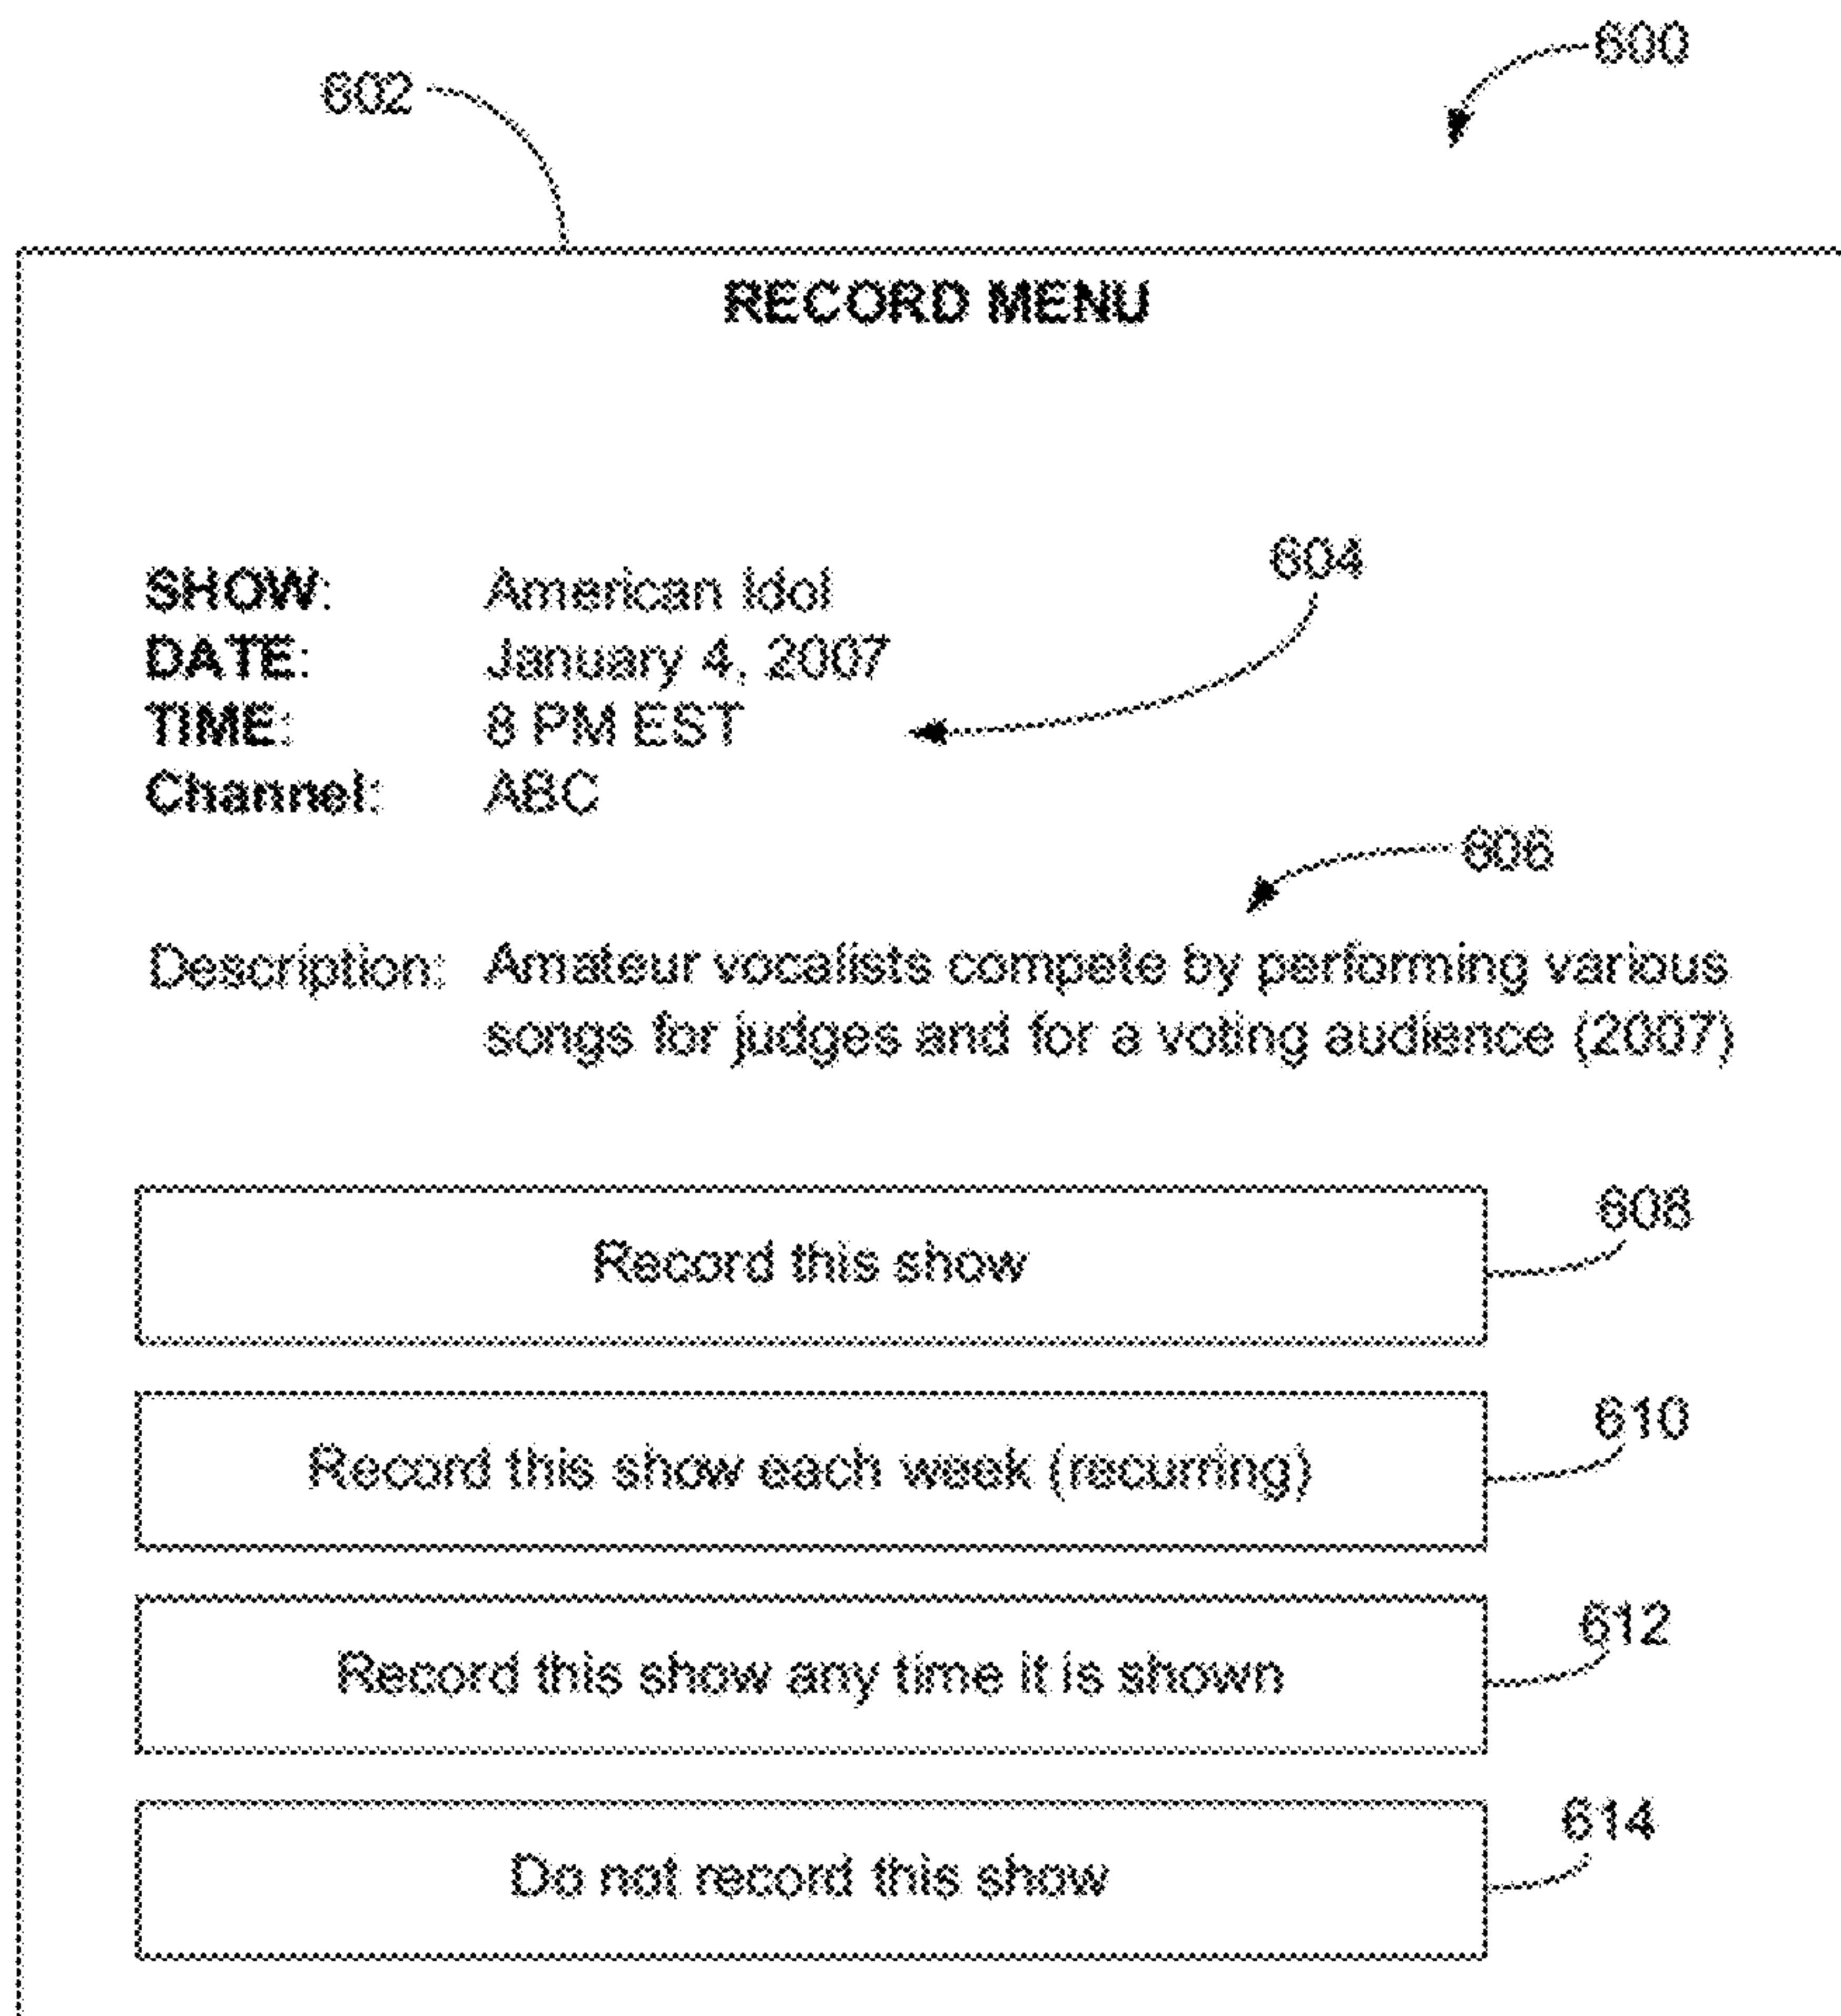 600
602
RECORD MENU
604
SHOW: American Idol
DATE: January 4, 2007
TIME: 8 PM EST
Channel: ABC
606
Description: Amateur vocalists compete by performing various
songs for judges and for a voting audience (2007)
608
Record this show
610
Record this show each week (recurring)
612
Record this show any time it is shown
614
Do not record this show